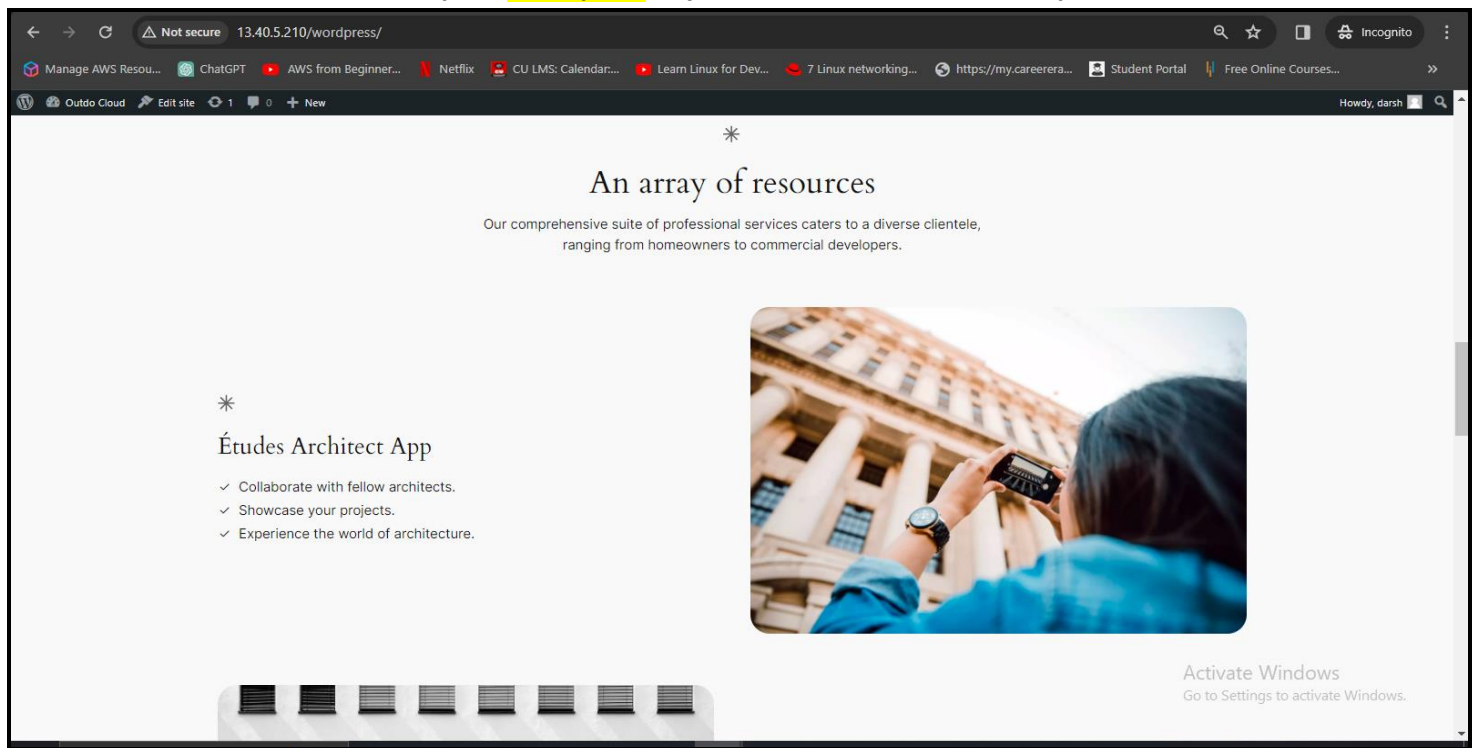 Not secure 13.40.5.210/wordpress/ Incognito
Manage AWS Resou... ChatGPT AWS from Beginner... Netflix CU LMS: Calendar:... Learn Linux for Dev... 7 Linux networking... https://my.careerera... Student Portal Free Online Courses... »
Outdo Cloud Edit site 1 0 + New Howdy, darsh
An array of resources
Our comprehensive suite of professional services caters to a diverse clientele,
ranging from homeowners to commercial developers.
Études Architect App
Collaborate with fellow architects.
Showcase your projects.
Experience the world of architecture.
Activate Windows
Go to Settings to activate Windows.